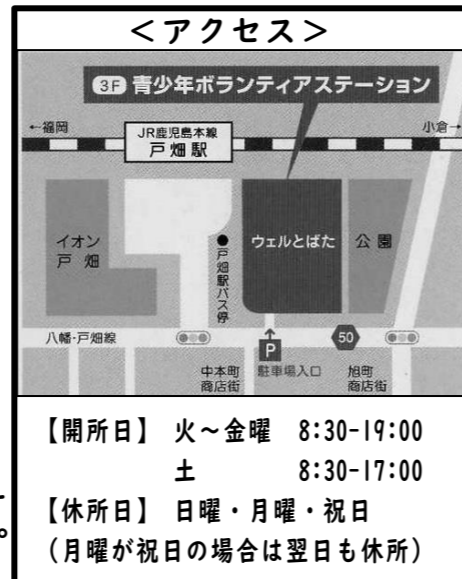 ＜アクセス＞
3F 青少年ボランティアステーション
←福岡
小倉→
JR鹿児島本線
戸畑駅
イオン
戸畑
●戸畑駅バス停
ウェルとばた
公園
八幡・戸畑線
P
50
中本町
商店街
駐車場入口
旭町
商店街
【開所日】 火～金曜 8:30-19:00
土 8:30-17:00
【休所日】 日曜・月曜・祝日
（月曜が祝日の場合は翌日も休所）
。